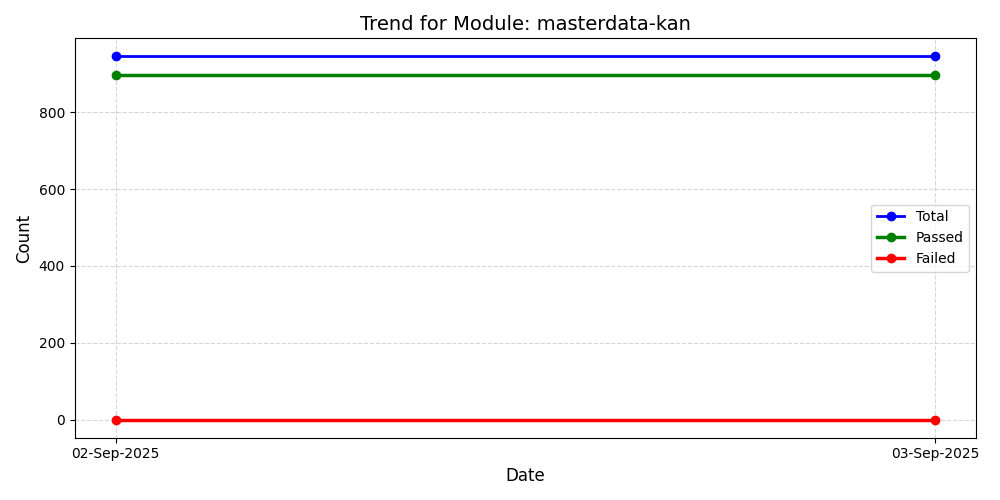 Trend for Module: masterdata-kan
Count
800
600
400
200
0
Total
Passed
Failed
02-Sep-2025
03-Sep-2025
Date